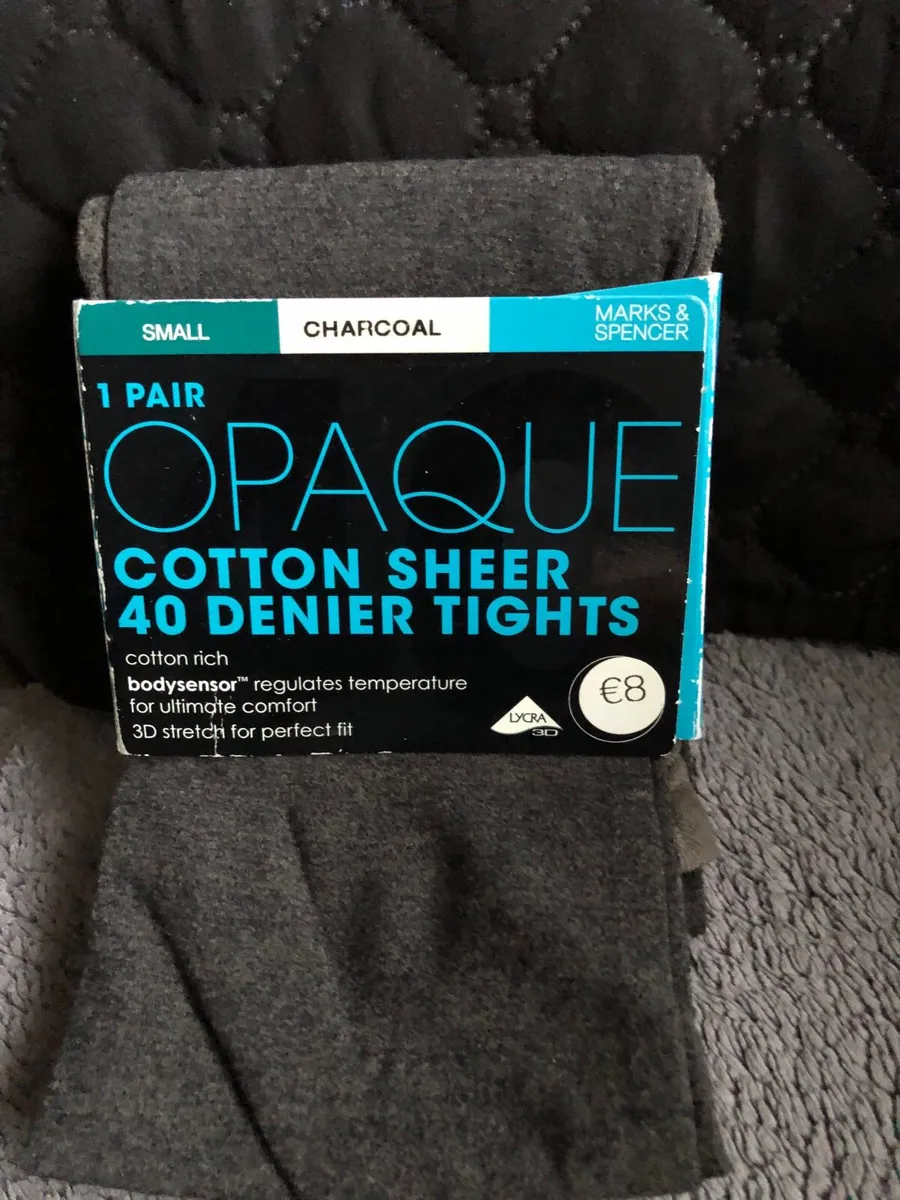 SMALL
CHARCOAL
MARKS &
SPENCER
1 PAIR
OPAQUE
COTTON SHEER
40 DENIER TIGHTS
cotton rich
bodysensor™ regulates temperature
for ultimate comfort
3D stretch for perfect fit
LYCRA
3D
€8